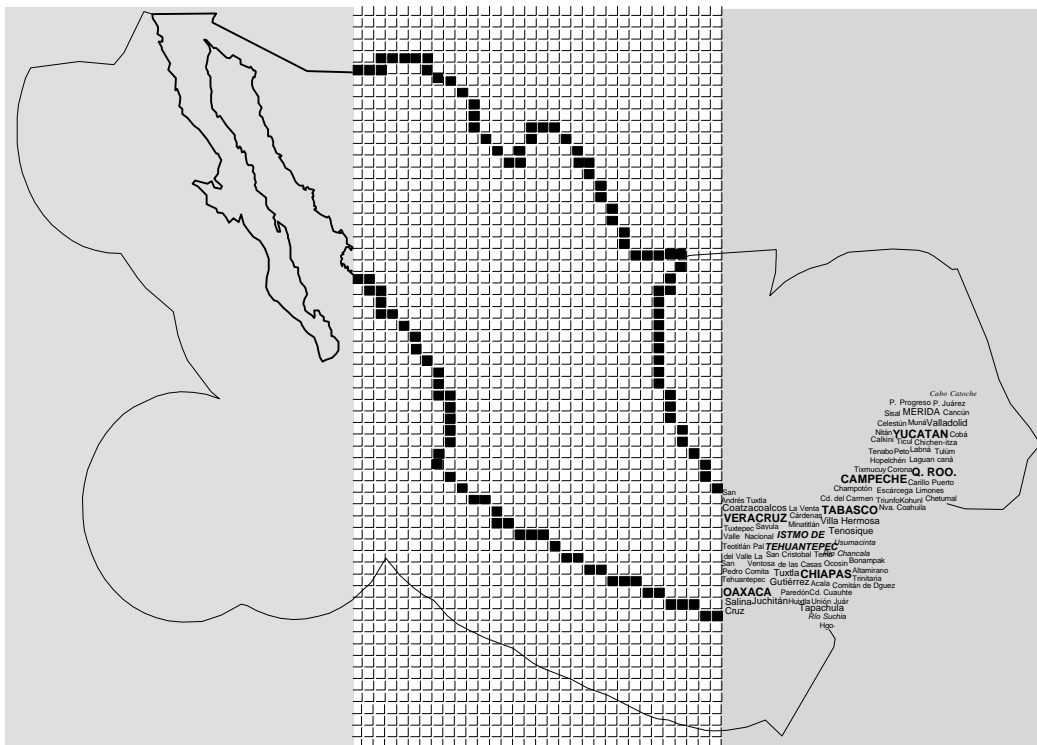 Cabo Catoche
P. Progreso P. Juárez
Sisal MERIDA Cancún
Celestún Muná Valladolid
Nitán YUCATAN Cobá
Calkini Ticul Chichen-itza
Tenabo Peto Labná Tulúm
Hopelchén Laguan caná
Tixmucuy Corona Q. ROO.
CAMPECHE Carillo Puerto
Champotón Escárcega Limones
San Cd. del Carmen Triunfo Kohunl Chetumal
Andrés Tuxtla
Coatzacoalcos La Venta TABASCO Nva. Coahuila
VERACRUZ Cárdenas Villa Hermosa
Tuxtepec Sayula Minatitlán Tenosique
Valle Nacional ISTMO DE Usumacinta
Teotitlán Pal TEHUANTEPEC Río Chancala
del Valle La San Cristobal Bonampak
San Ventosa de las Casas Ocosin
Pedro Comita Tuxtla CHIAPAS Altamirano
Tehuantepec Gutiérrez Acala Trinitaria
Comitán de Dguez
OAXACA Paredón Cd. Cuauhte
Salina Juchitán Huixtla Unión Juár
Cruz Tapachula
Río Suchia
Hgo.